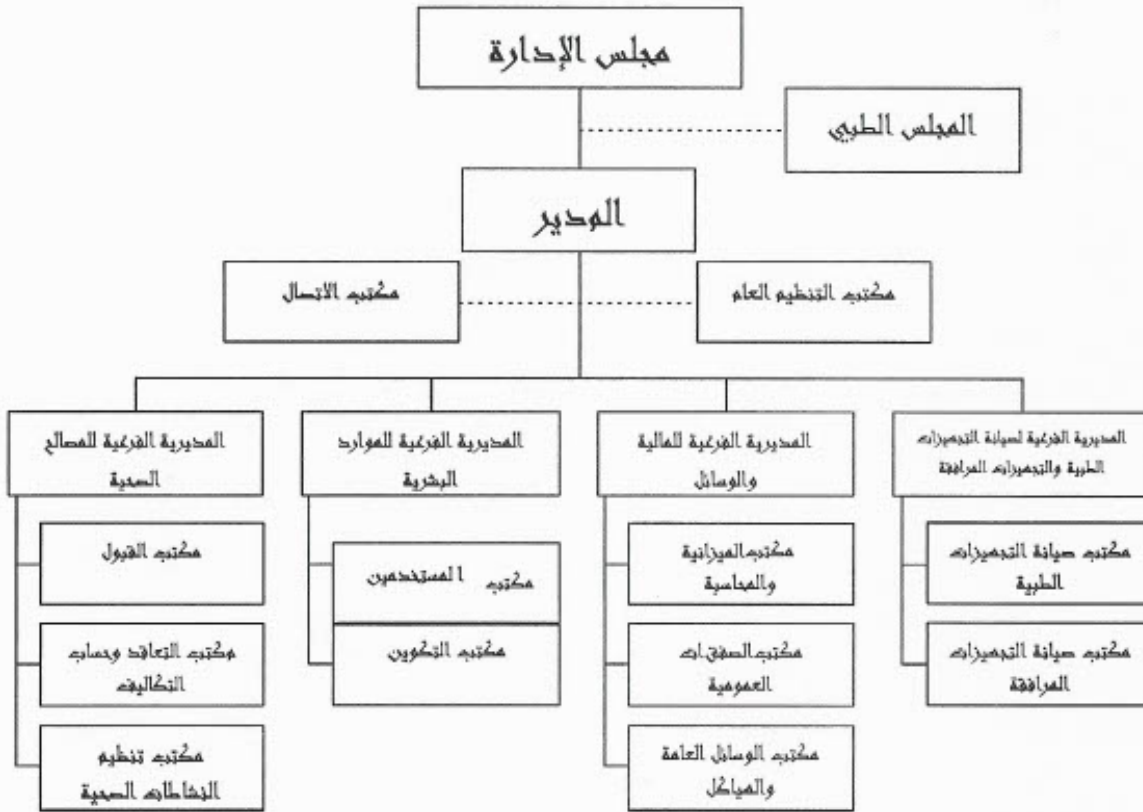 مجلس الإدارة
المجلس الطبي
المدير
مكتب التنظيم العام
مكتب الاتصال
المديرية الفرعية لصيانة التجهيزات
الطبية والتجهيزات المرافقة
المديرية الفرعية للمالية
والوسائل
المديرية الفرعية للموارد
البشرية
المديرية الفرعية للمصالح
الصحية
مكتب صيانة التجهيزات
الطبية
مكتب صيانة التجهيزات
المرافقة
مكتب الميزانية
والمحاسبة
مكتب الصفقات
العمومية
مكتب الوسائل العامة
والهياكل
مكتب المستخدمين
مكتب التكوين
مكتب القبول
مكتب التعاقد وحساب
التكاليف
مكتب تنظيم
النشاطات الصحية